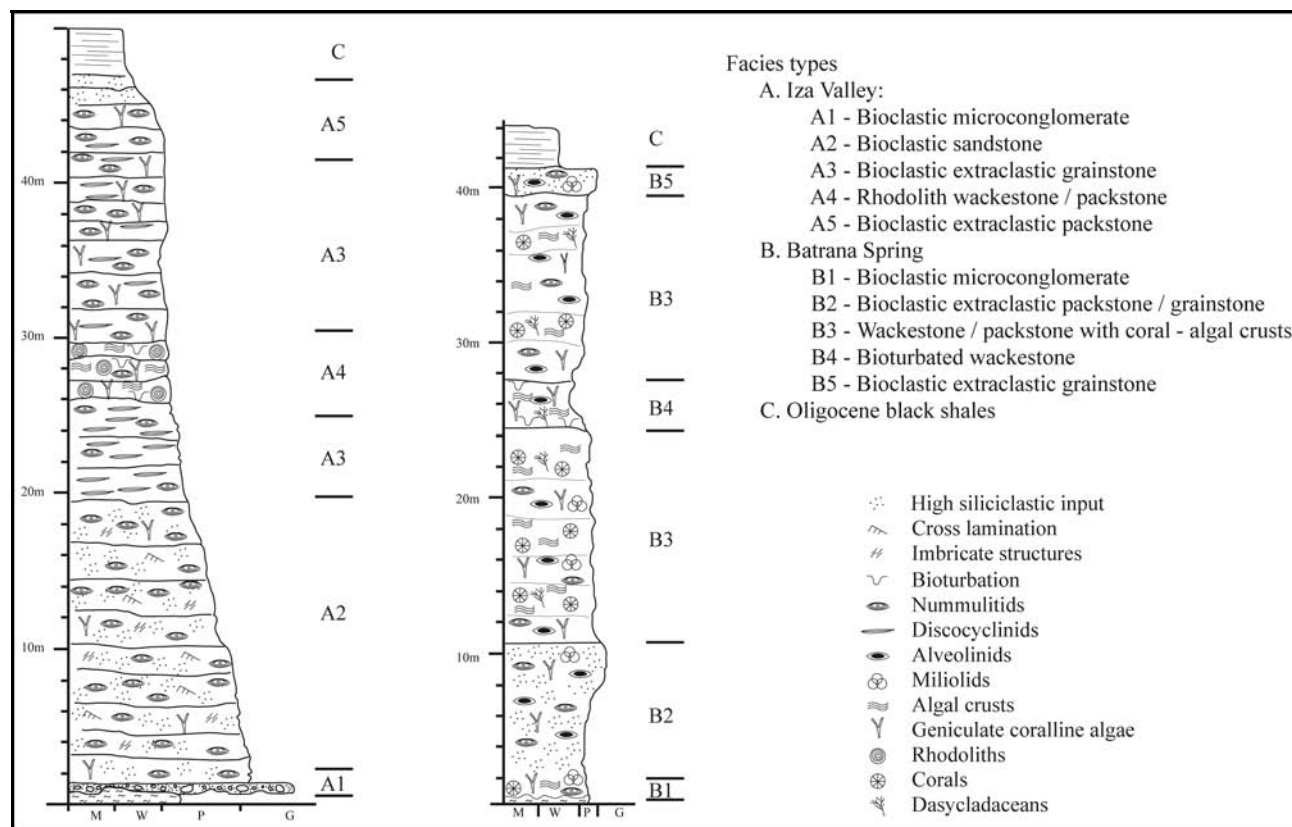 C
A5
A3
A4
A3
A2
A1
40m
30m
20m
10m
M W P G
C
B5
B3
B4
B3
B2
B1
40m
30m
20m
10m
M W P G
Facies types
A. Iza Valley:
A1 - Bioclastic microconglomerate
A2 - Bioclastic sandstone
A3 - Bioclastic extraclastic grainstone
A4 - Rhodolith wackestone / packstone
A5 - Bioclastic extraclastic packstone
B. Batrana Spring
B1 - Bioclastic microconglomerate
B2 - Bioclastic extraclastic packstone / grainstone
B3 - Wackestone / packstone with coral - algal crusts
B4 - Bioturbated wackestone
B5 - Bioclastic extraclastic grainstone
C. Oligocene black shales
High siliciclastic input
Cross lamination
Imbricate structures
Bioturbation
Nummulitids
Discocyclinids
Alveolinids
Miliolids
Algal crusts
Geniculate coralline algae
Rhodoliths
Corals
Dasycladaceans